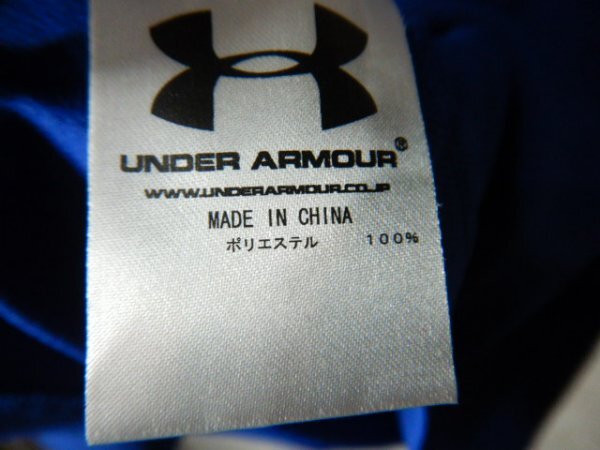 UNDER ARMOUR®
WWW.UNDERARMOUR.CO.JP
MADE IN CHINA
ポリエステル 100%